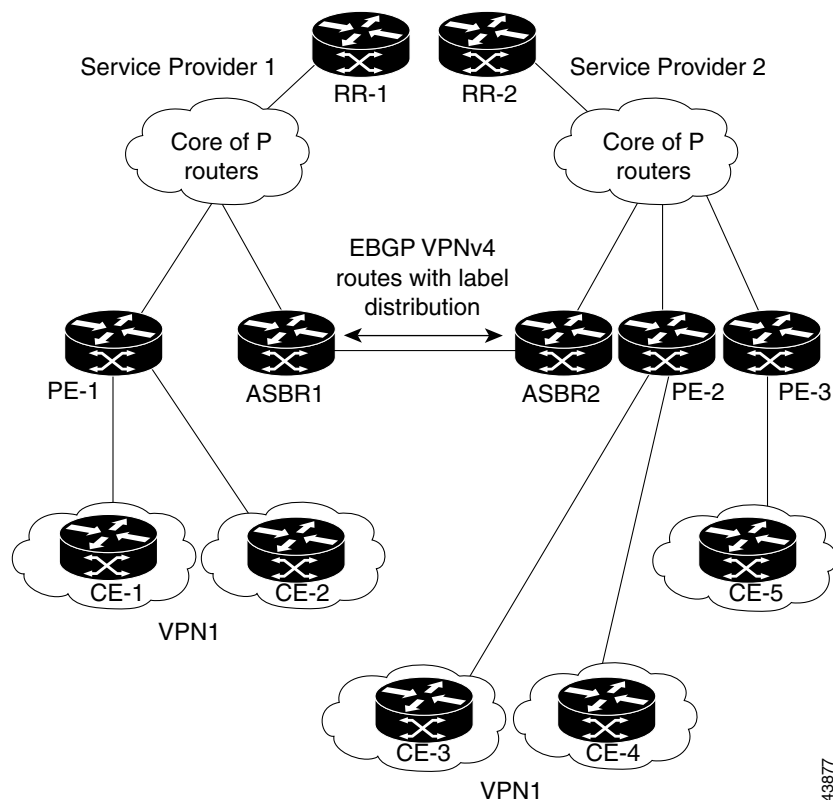 Service Provider 1
RR-1
RR-2
Service Provider 2
Core of P
routers
Core of P
routers
EBGP VPNv4
routes with label
distribution
PE-1
ASBR1
ASBR2
PE-2
PE-3
CE-1
CE-2
CE-5
VPN1
CE-3
CE-4
VPN1
43877